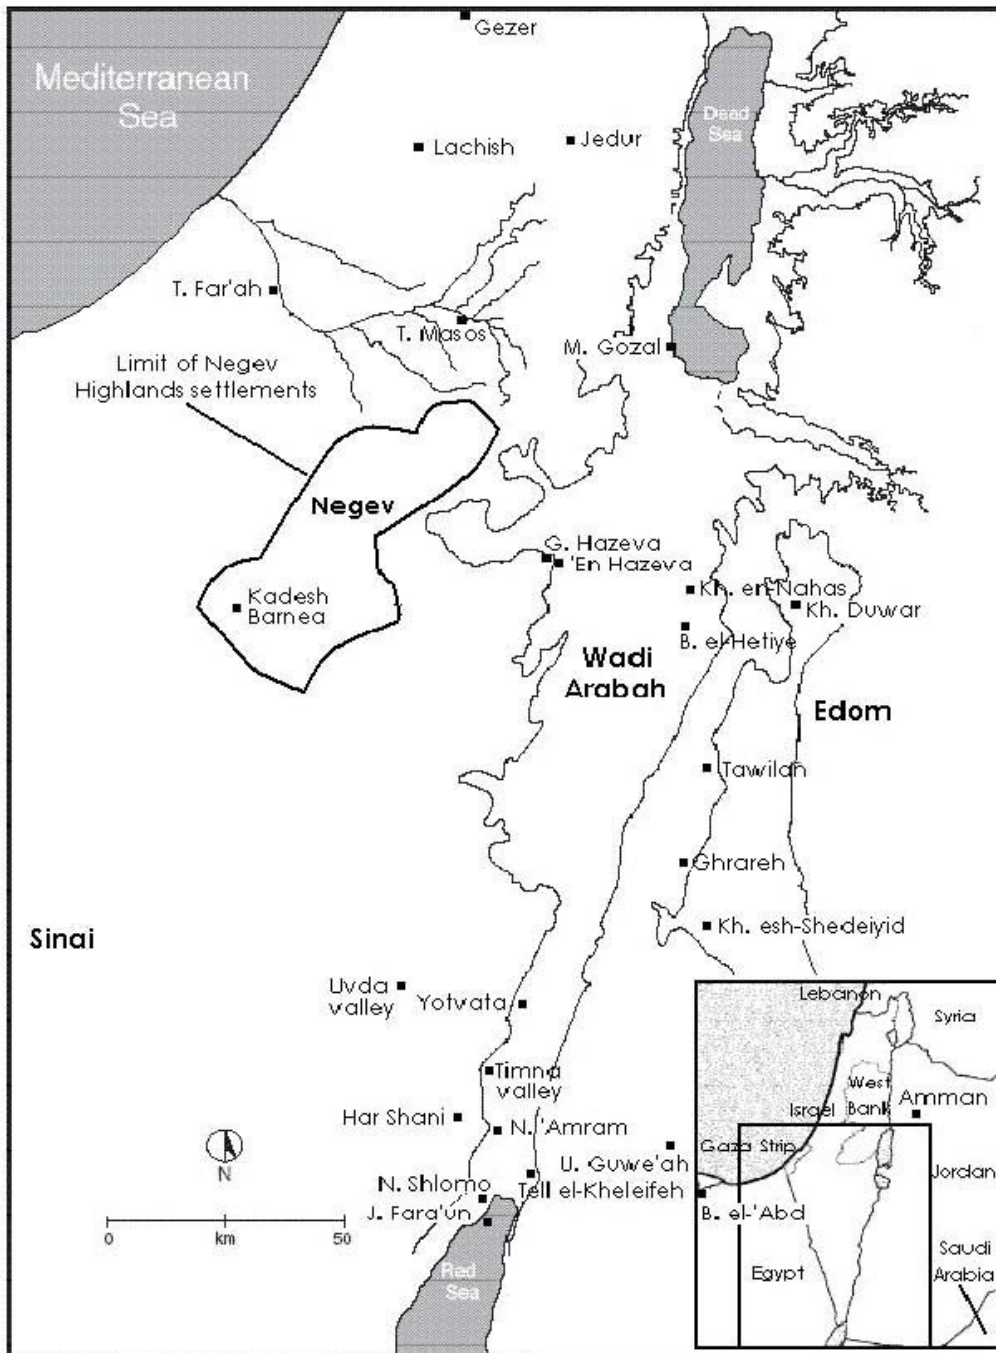 Gezer
Mediterranean
Sea
Dead
Sea
Lachish
Jedur
T. Far'ah
T. Masos
M. Gozal
Limit of Negev
Highlands settlements
Negev
G. Hazeva
'En Hazeva
Kadesh
Barnea
Kh. en-Nahas
Kh. Duwar
B. el-Hetiye
Wadi
Arabah
Edom
Tawilan
Ghrareh
Kh. esh-Shedeiyid
Sinai
Uvda
valley
Yotvata
Timna
valley
Har Shani
N. 'Amram
U. Guwe'ah
Tell el-Kheleifeh
N. Shlomo
J. Fara'un
N
0
km
50
Red
Sea
Lebanon
Syria
West
Bank
Israel
Amman
Gaza Strip
Jordan
B. el-'Abd
Egypt
Saudi
Arabia